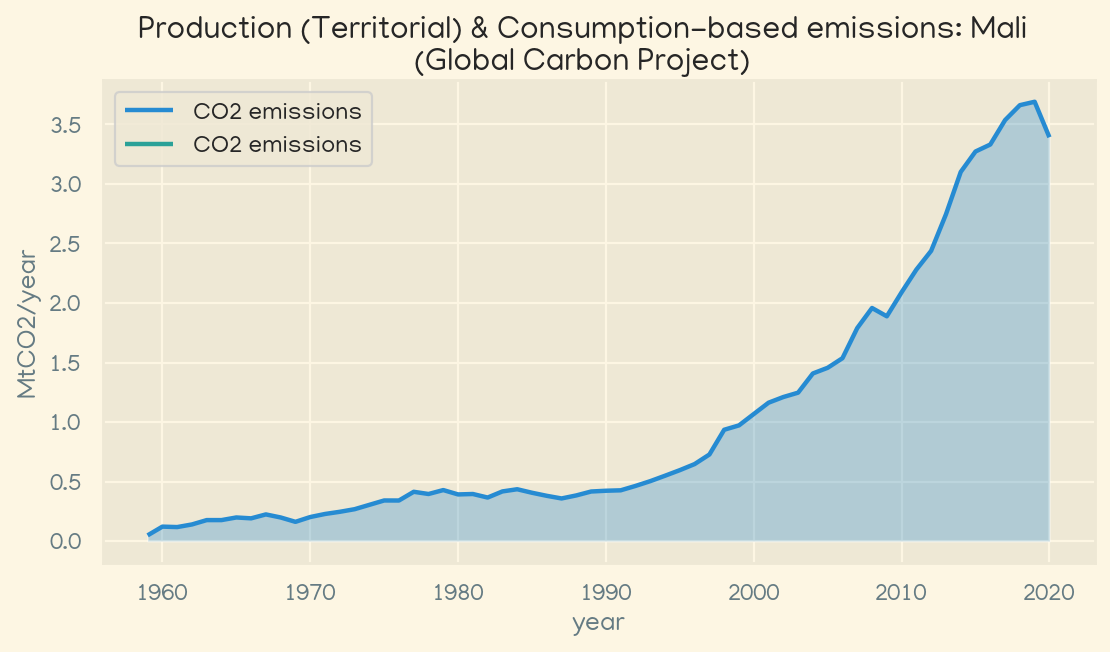 Production (Territorial) & Consumption-based emissions: Mali
(Global Carbon Project)
CO2 emissions
CO2 emissions
MtCO2/year
3.5
3.0
2.5
2.0
1.5
1.0
0.5
0.0
1960 1970 1980 1990 2000 2010 2020
year